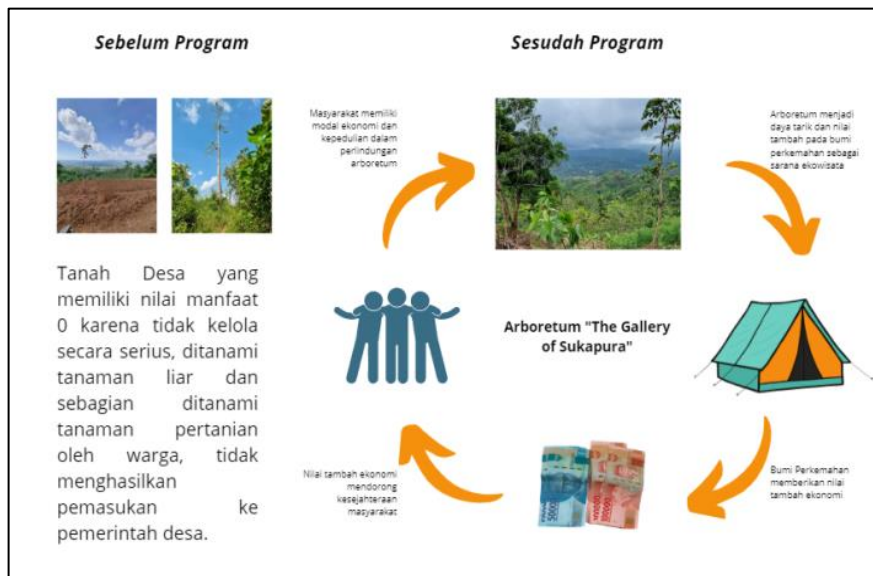 Sebelum Program
Sesudah Program
Masyarakat memiliki
modal ekonomi dan
kepedulian dalam
perlindungan
arboretum
Arboretum menjadi
daya tarik dan nilai
tambah pada bumi
perkemahan sebagai
sarana ekowisata
Tanah Desa yang
memiliki nilai manfaat
0 karena tidak kelola
secara serius, ditanami
tanaman liar dan
sebagian ditanami
tanaman pertanian
oleh warga, tidak
menghasilkan
pemasukan ke
pemerintah desa.
Arboretum "The Gallery
of Sukapura"
Nilai tambah ekonomi
mendorong
kesejahteraan
masyarakat
Bumi Perkemahan
memberikan nilai
tambah ekonomi